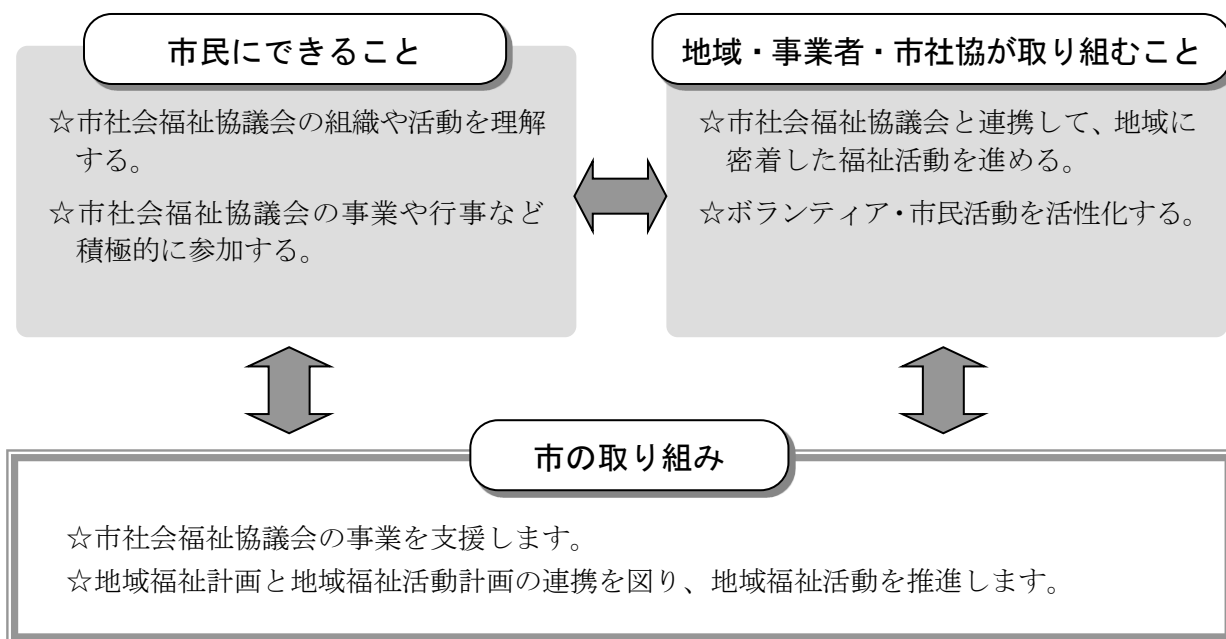 市民にできること
☆市社会福祉協議会の組織や活動を理解
する。
☆市社会福祉協議会の事業や行事など
積極的に参加する。
地域・事業者・市社協が取り組むこと
☆市社会福祉協議会と連携して、地域に
密着した福祉活動を進める。
☆ボランティア・市民活動を活性化する。
市の取り組み
☆市社会福祉協議会の事業を支援します。
☆地域福祉計画と地域福祉活動計画の連携を図り、地域福祉活動を推進します。